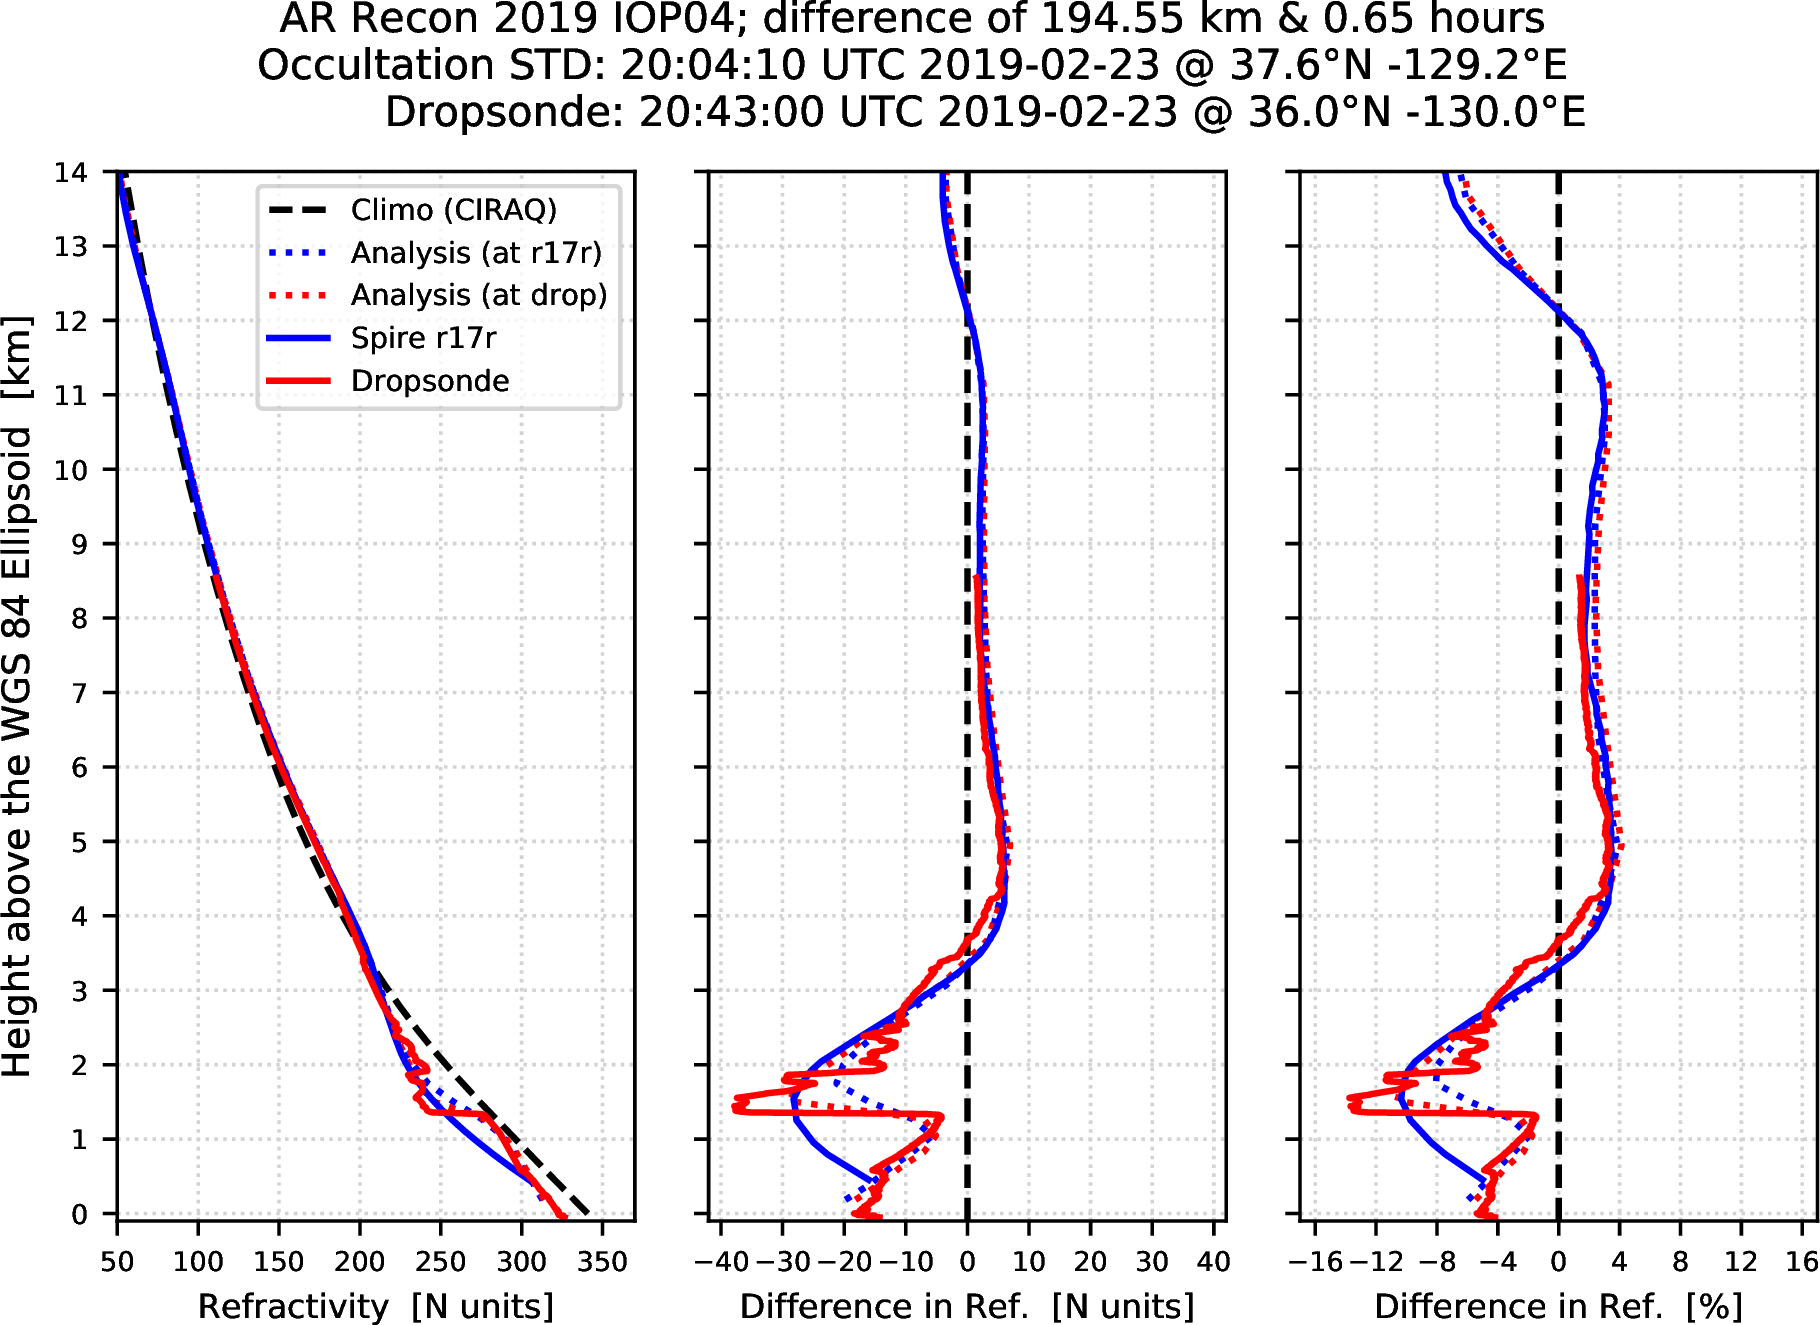 AR Recon 2019 IOP04; difference of 194.55 km & 0.65 hours
Occultation STD: 20:04:10 UTC 2019-02-23 @ 37.6°N -129.2°E
Dropsonde: 20:43:00 UTC 2019-02-23 @ 36.0°N -130.0°E
Height above the WGS 84 Ellipsoid [km]
14
13
12
11
10
9
8
7
6
5
4
3
2
1
0
Climo (CIRAQ)
Analysis (at r17r)
Analysis (at drop)
Spire r17r
Dropsonde
50 100 150 200 250 300 350
Refractivity [N units]
−40 −30 −20 −10 0 10 20 30 40
Difference in Ref. [N units]
−16 −12 −8 −4 0 4 8 12 16
Difference in Ref. [%]